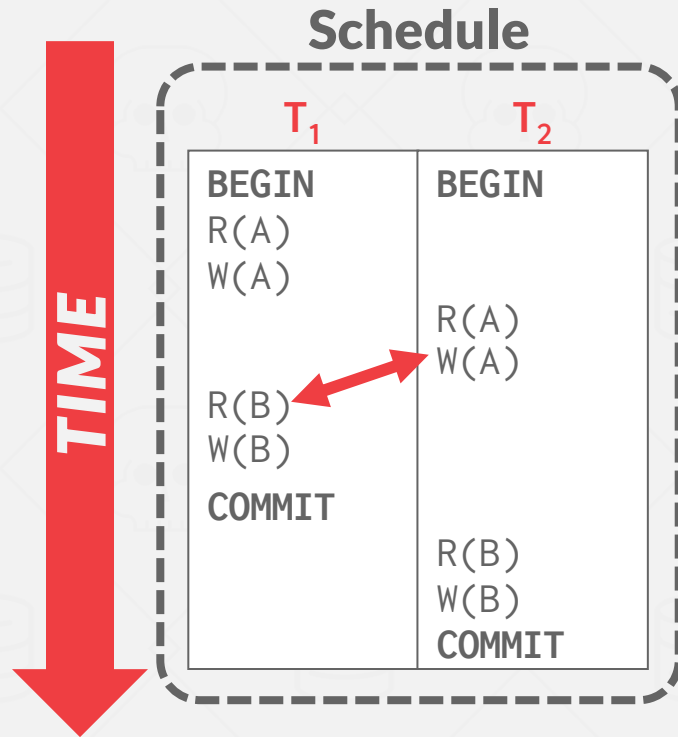 Schedule
TIME
T₁ T₂
BEGIN BEGIN
R(A)
W(A)
R(A)
W(A)
R(B)
W(B)
COMMIT
R(B)
W(B)
COMMIT